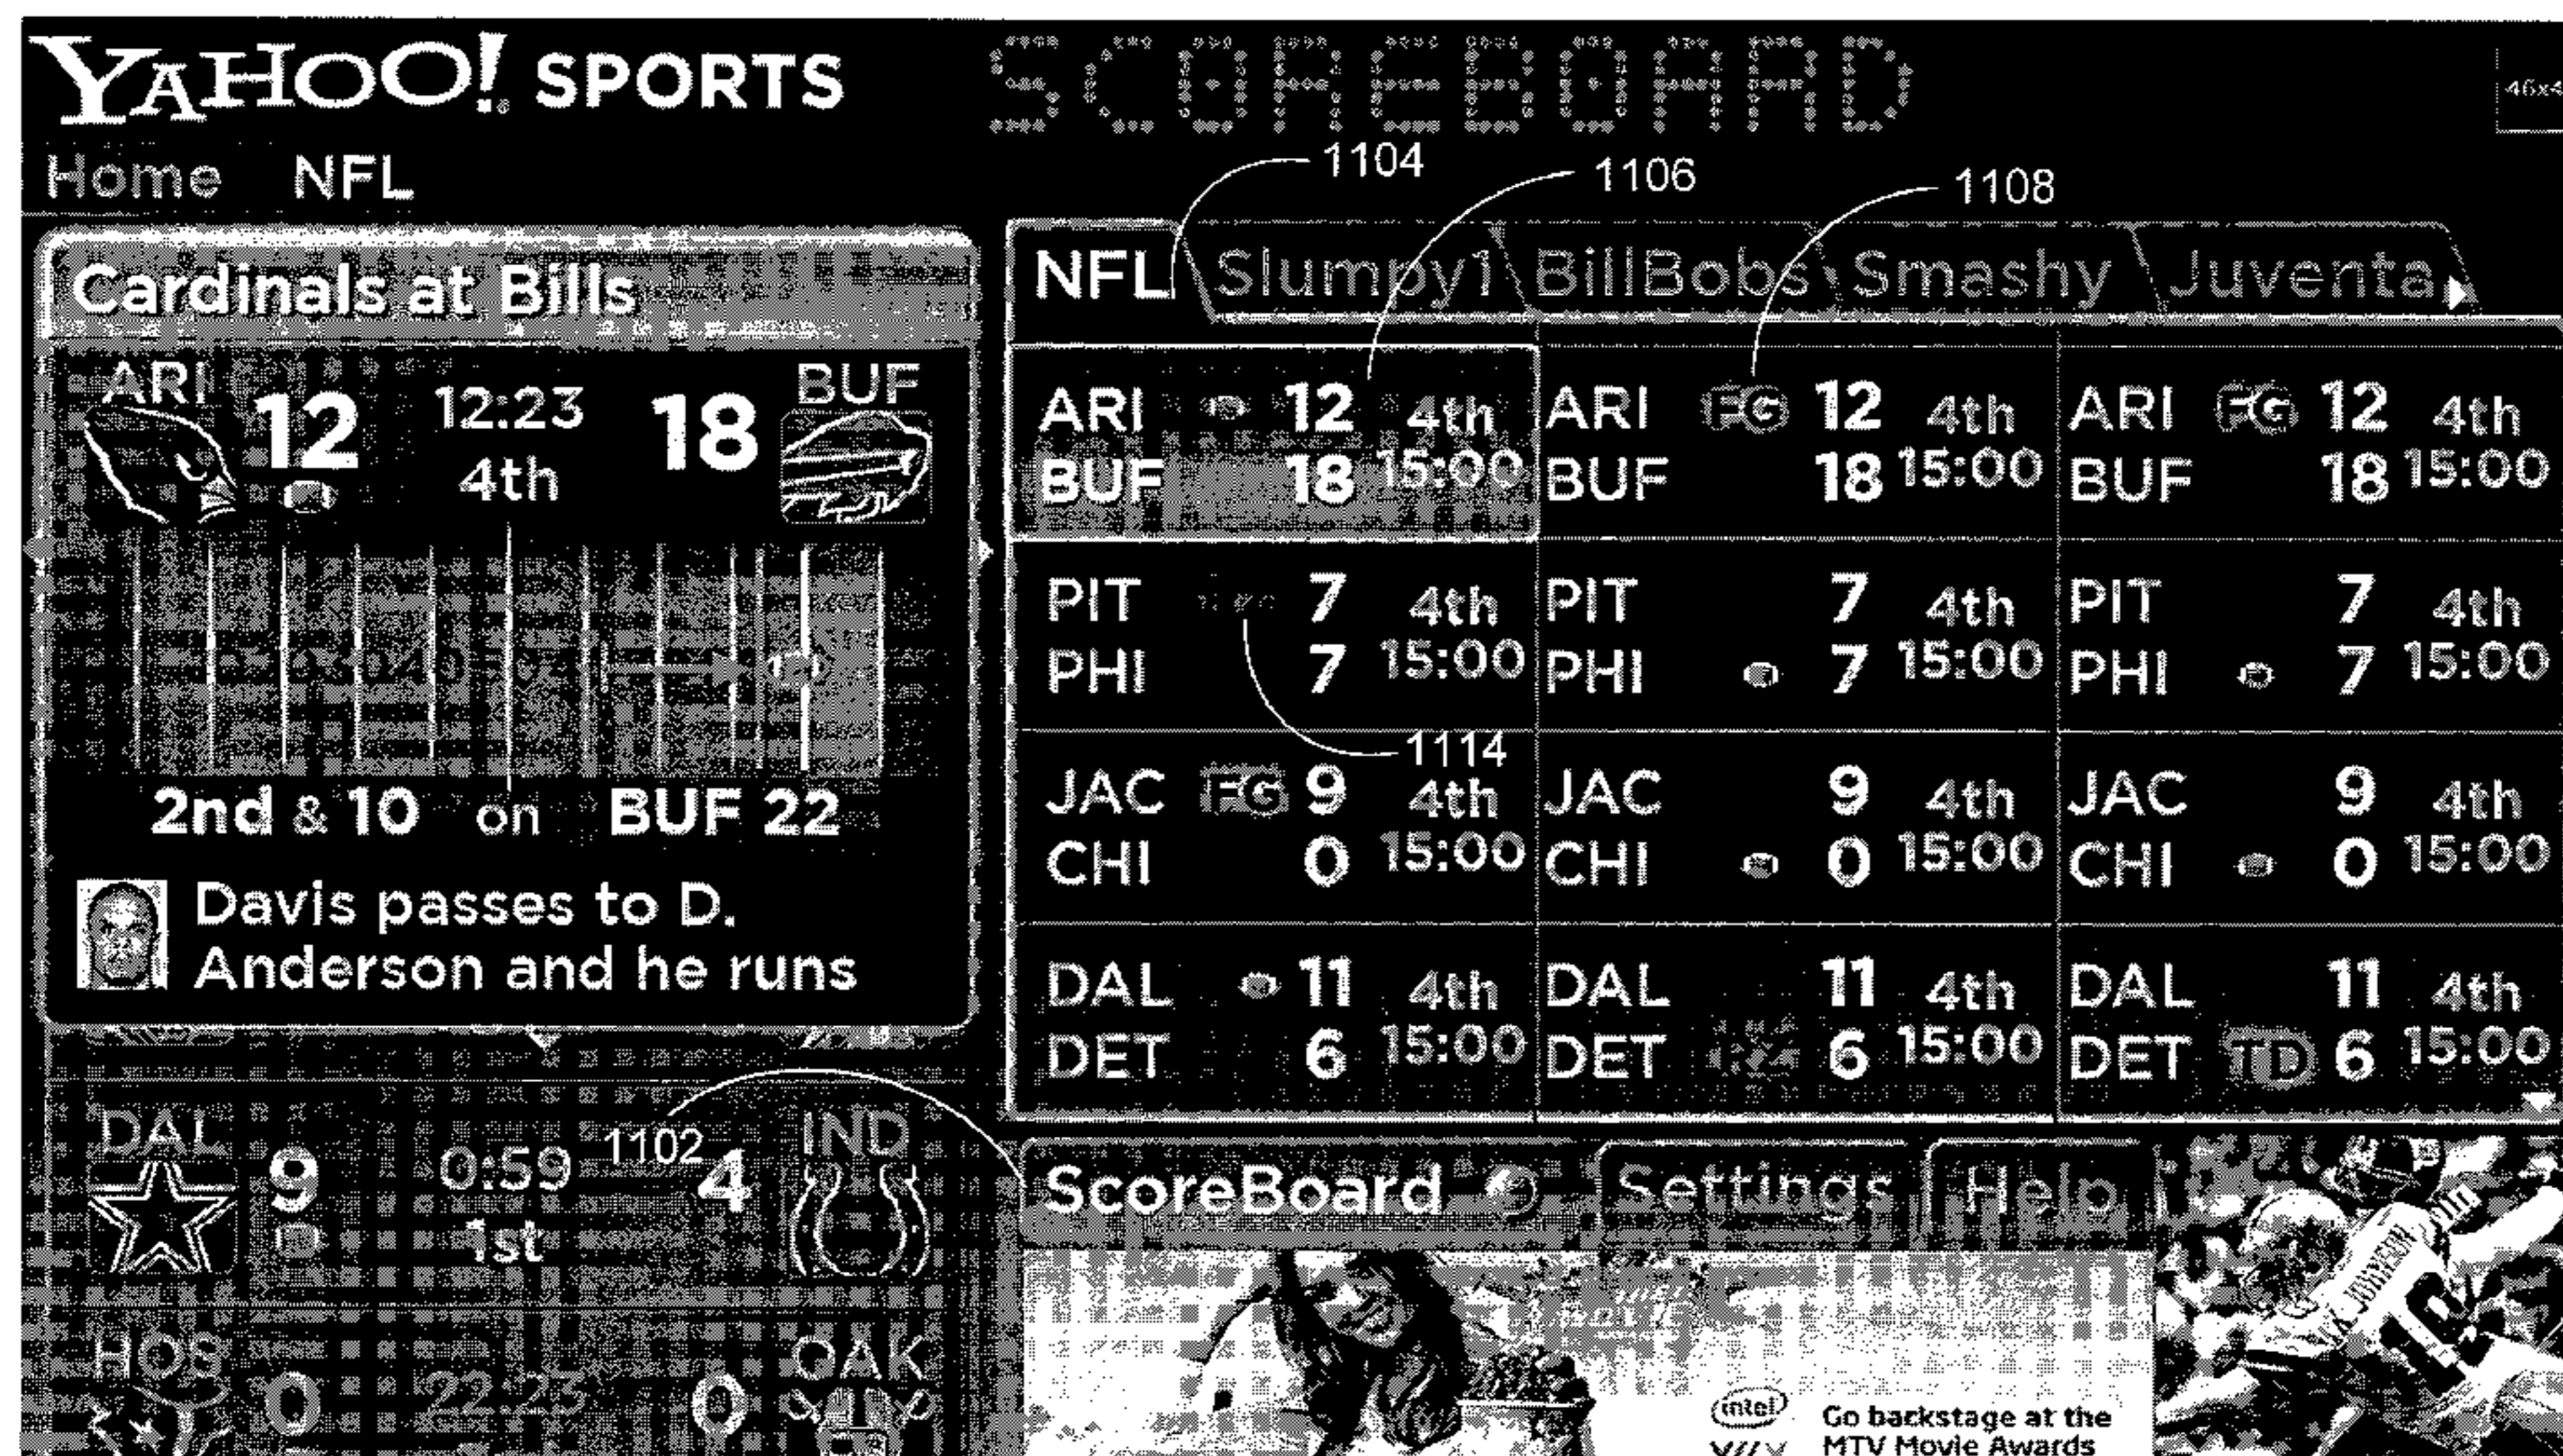 YAHOO! SPORTS
SCOREBOARD
46x4
Home NFL
1104
1106
1108
Cardinals at Bills
ARI 12 12:23 4th 18 BUF
2nd & 10 on BUF 22
Davis passes to D.
Anderson and he runs
NFL Slumpy1 BillBobs Smashy Juventa
ARI 12 4th ARI FG 12 4th ARI FG 12 4th
BUF 18 15:00 BUF 18 15:00 BUF 18 15:00
PIT 7 4th PIT 7 4th PIT 7 4th
PHI 7 15:00 PHI 7 15:00 PHI 7 15:00
1114
JAC FG 9 4th JAC 9 4th JAC 9 4th
CHI 0 15:00 CHI 0 15:00 CHI 0 15:00
DAL 11 4th DAL 11 4th DAL 11 4th
DET 6 15:00 DET 6 15:00 DET TD 6 15:00
DAL 9 0:59 1st 4 IND
1102
HOS 0 22:23 0 OAK
ScoreBoard Settings Help
intel
Go backstage at the
MTV Movie Awards